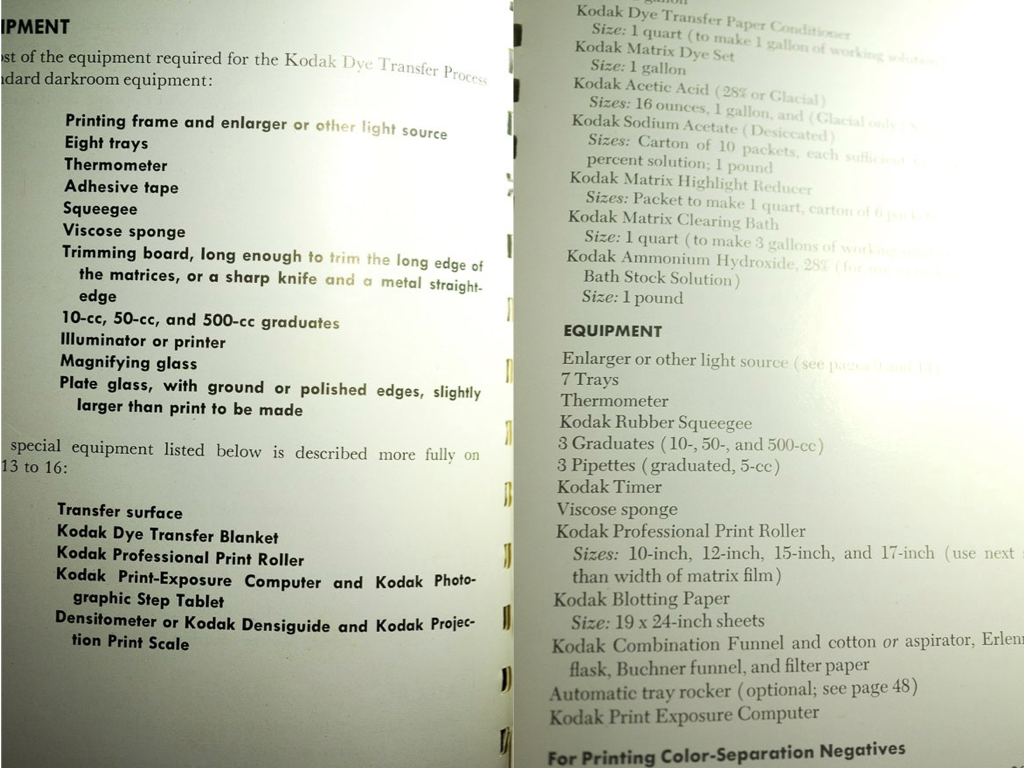 IPMENT
st of the equipment required for the Kodak Dye Transfer Process
ndard darkroom equipment:
Printing frame and enlarger or other light source
Eight trays
Thermometer
Adhesive tape
Squeegee
Viscose sponge
Trimming board, long enough to trim the long edge of
the matrices, or a sharp knife and a metal straight-
edge
10-cc, 50-cc, and 500-cc graduates
Illuminator or printer
Magnifying glass
Plate glass, with ground or polished edges, slightly
larger than print to be made
special equipment listed below is described more fully on
13 to 16:
Transfer surface
Kodak Dye Transfer Blanket
Kodak Professional Print Roller
Kodak Print-Exposure Computer and Kodak Photo-
graphic Step Tablet
Densitometer or Kodak Densiguide and Kodak Projec-
tion Print Scale
gallon
Kodak Dye Transfer Paper Conditioner
Size: 1 quart (to make 1 gallon of working solution
Kodak Matrix Dye Set
Size: 1 gallon
Kodak Acetic Acid (28% or Glacial)
Sizes: 16 ounces, 1 gallon, and (Glacial only)
Kodak Sodium Acetate (Desiccated)
Sizes: Carton of 10 packets, each sufficient
percent solution; 1 pound
Kodak Matrix Highlight Reducer
Sizes: Packet to make 1 quart, carton of 6 packets
Kodak Matrix Clearing Bath
Size: 1 quart (to make 3 gallons of working
Kodak Ammonium Hydroxide, 28% (for
Bath Stock Solution)
Size: 1 pound
EQUIPMENT
Enlarger or other light source (see pages
7 Trays
Thermometer
Kodak Rubber Squeegee
3 Graduates (10-, 50-, and 500-cc)
3 Pipettes (graduated, 5-cc)
Kodak Timer
Viscose sponge
Kodak Professional Print Roller
Sizes: 10-inch, 12-inch, 15-inch, and 17-inch (use next
than width of matrix film)
Kodak Blotting Paper
Size: 19 x 24-inch sheets
Kodak Combination Funnel and cotton or aspirator, Erlen
flask, Buchner funnel, and filter paper
Automatic tray rocker (optional; see page 48)
Kodak Print Exposure Computer
For Printing Color-Separation Negatives